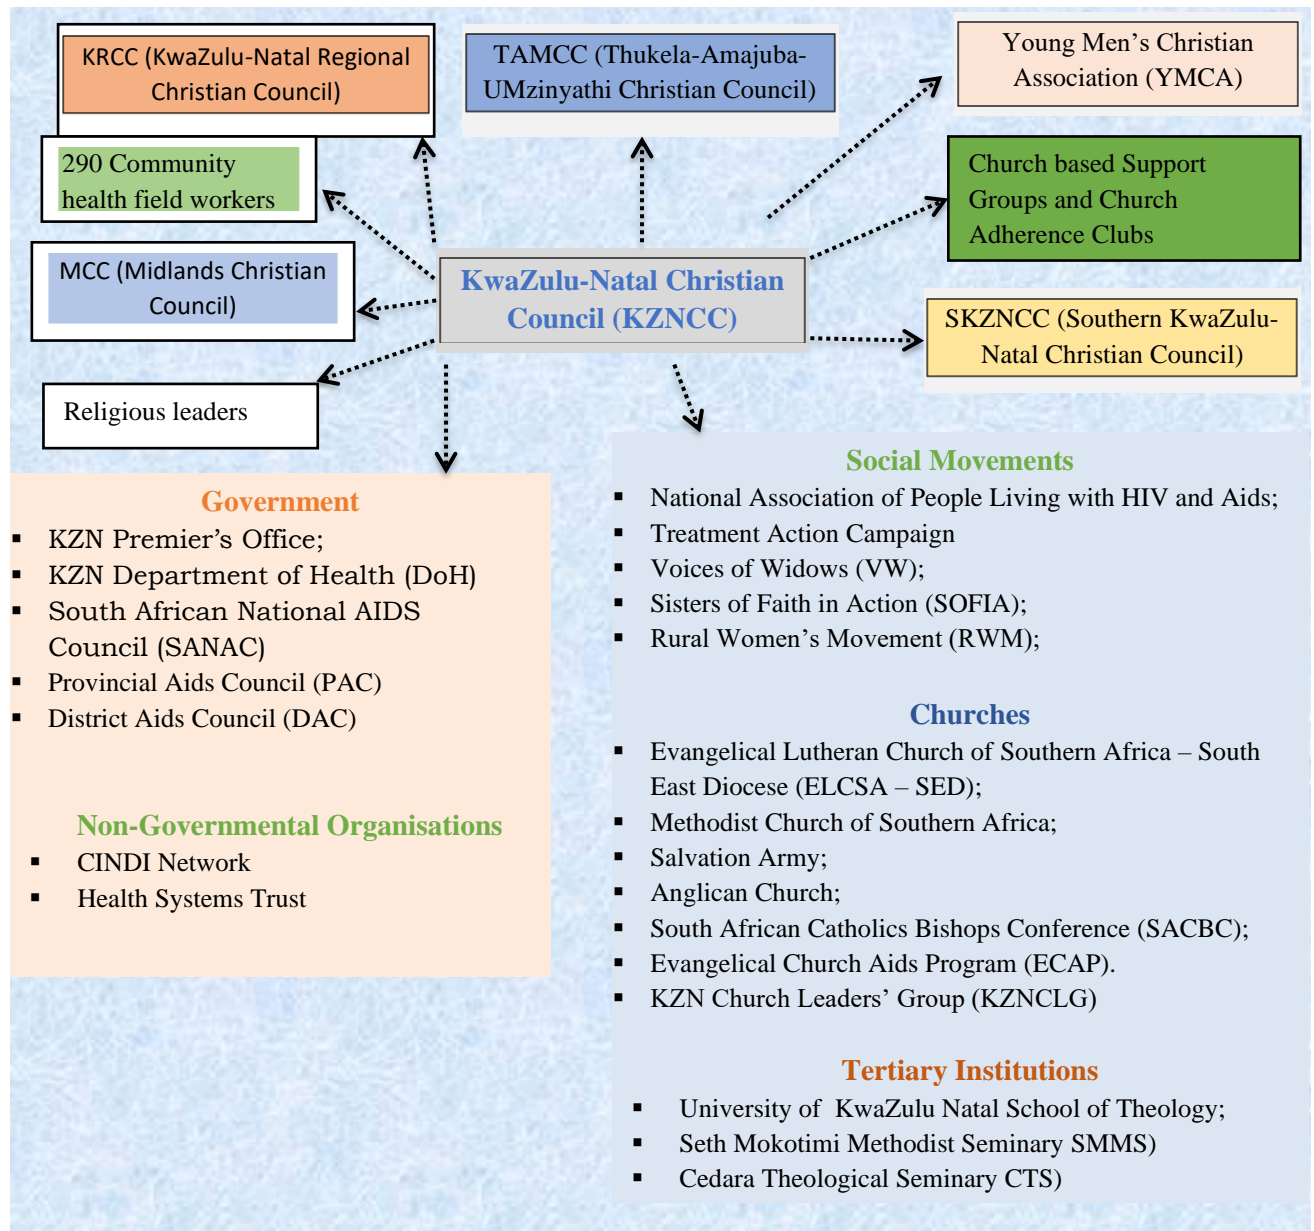 KRCC (KwaZulu-Natal Regional
Christian Council)
TAMCC (Thukela-Amajuba-
UMzinyathi Christian Council)
Young Men’s Christian
Association (YMCA)
290 Community
health field workers
Church based Support
Groups and Church
Adherence Clubs
MCC (Midlands Christian
Council)
KwaZulu-Natal Christian
Council (KZNCC)
SKZNCC (Southern KwaZulu-
Natal Christian Council)
Religious leaders
Government
▪ KZN Premier’s Office;
▪ KZN Department of Health (DoH)
▪ South African National AIDS
Council (SANAC)
▪ Provincial Aids Council (PAC)
▪ District Aids Council (DAC)
Non-Governmental Organisations
▪ CINDI Network
▪ Health Systems Trust
Social Movements
▪ National Association of People Living with HIV and Aids;
▪ Treatment Action Campaign
▪ Voices of Widows (VW);
▪ Sisters of Faith in Action (SOFIA);
▪ Rural Women’s Movement (RWM);
Churches
▪ Evangelical Lutheran Church of Southern Africa – South
East Diocese (ELCSA – SED);
▪ Methodist Church of Southern Africa;
▪ Salvation Army;
▪ Anglican Church;
▪ South African Catholics Bishops Conference (SACBC);
▪ Evangelical Church Aids Program (ECAP).
▪ KZN Church Leaders’ Group (KZNCLG)
Tertiary Institutions
▪ University of KwaZulu Natal School of Theology;
▪ Seth Mokotimi Methodist Seminary SMMS)
▪ Cedara Theological Seminary CTS)